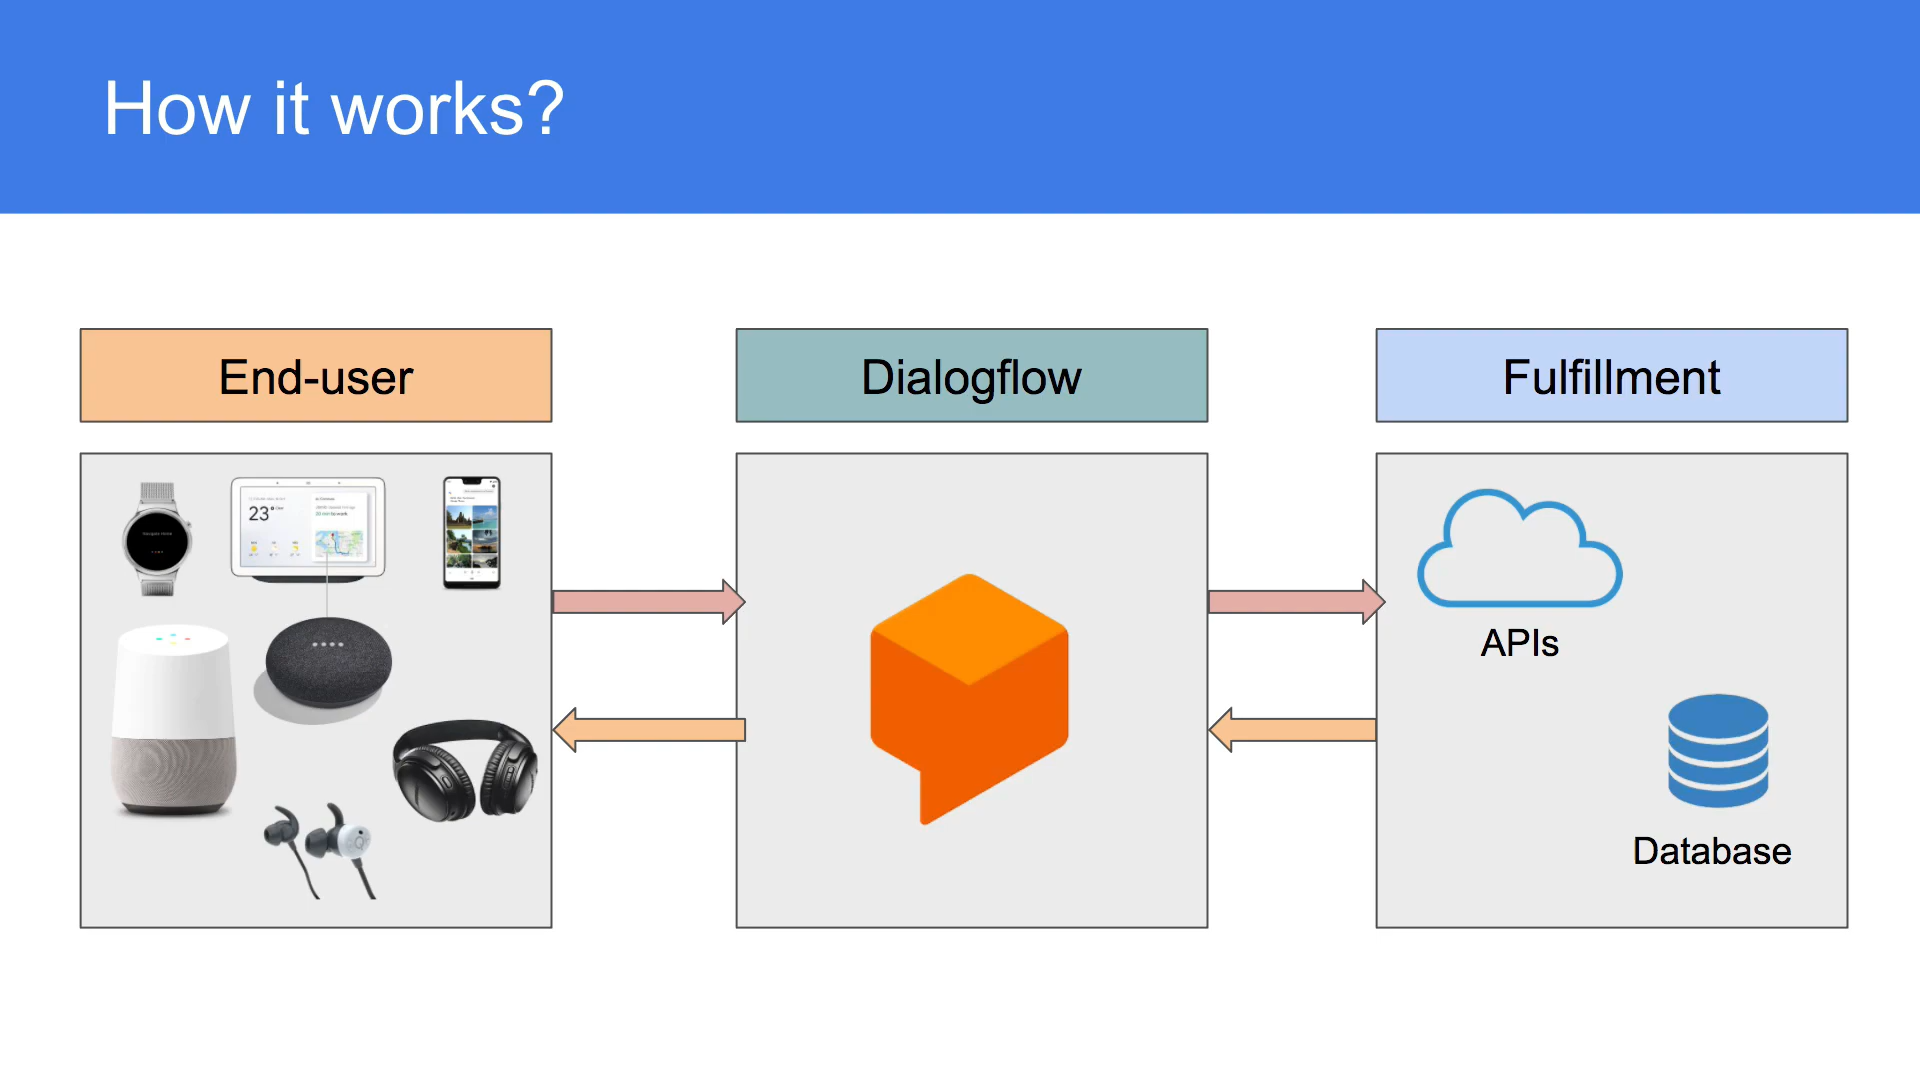 How it works?
End-user
Dialogflow
Fulfillment
23
APIs
Database